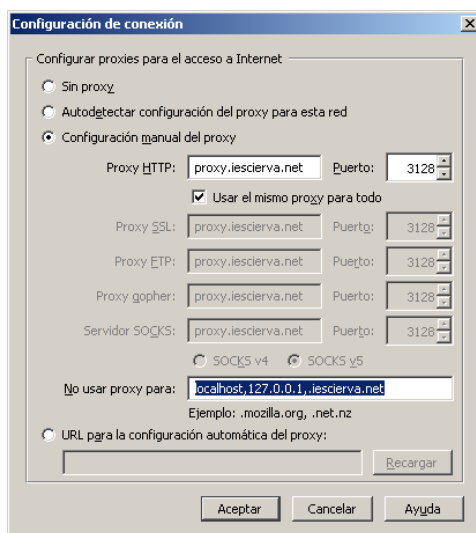 Configuración de conexión
Configurar proxies para el acceso a Internet
Sin proxy
Autodetectar configuración del proxy para esta red
Configuración manual del proxy
Proxy HTTP: proxy.iescierva.net Puerto: 3128
Usar el mismo proxy para todo
Proxy SSL: proxy.iescierva.net Puerto: 3128
Proxy FTP: proxy.iescierva.net Puerto: 3128
Proxy gopher: proxy.iescierva.net Puerto: 3128
Servidor SOCKS: proxy.iescierva.net Puerto: 3128
SOCKS v4 SOCKS v5
No usar proxy para: localhost,127.0.0.1,.iescierva.net
Ejemplo: .mozilla.org, .net.nz
URL para la configuración automática del proxy:
Recargar
Aceptar Cancelar Ayuda